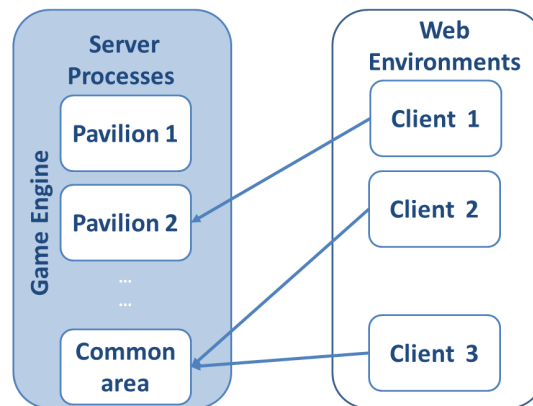 Server
Processes
Game Engine
Pavilion 1
Pavilion 2
...
...
Common
area
Web
Environments
Client 1
Client 2
Client 3